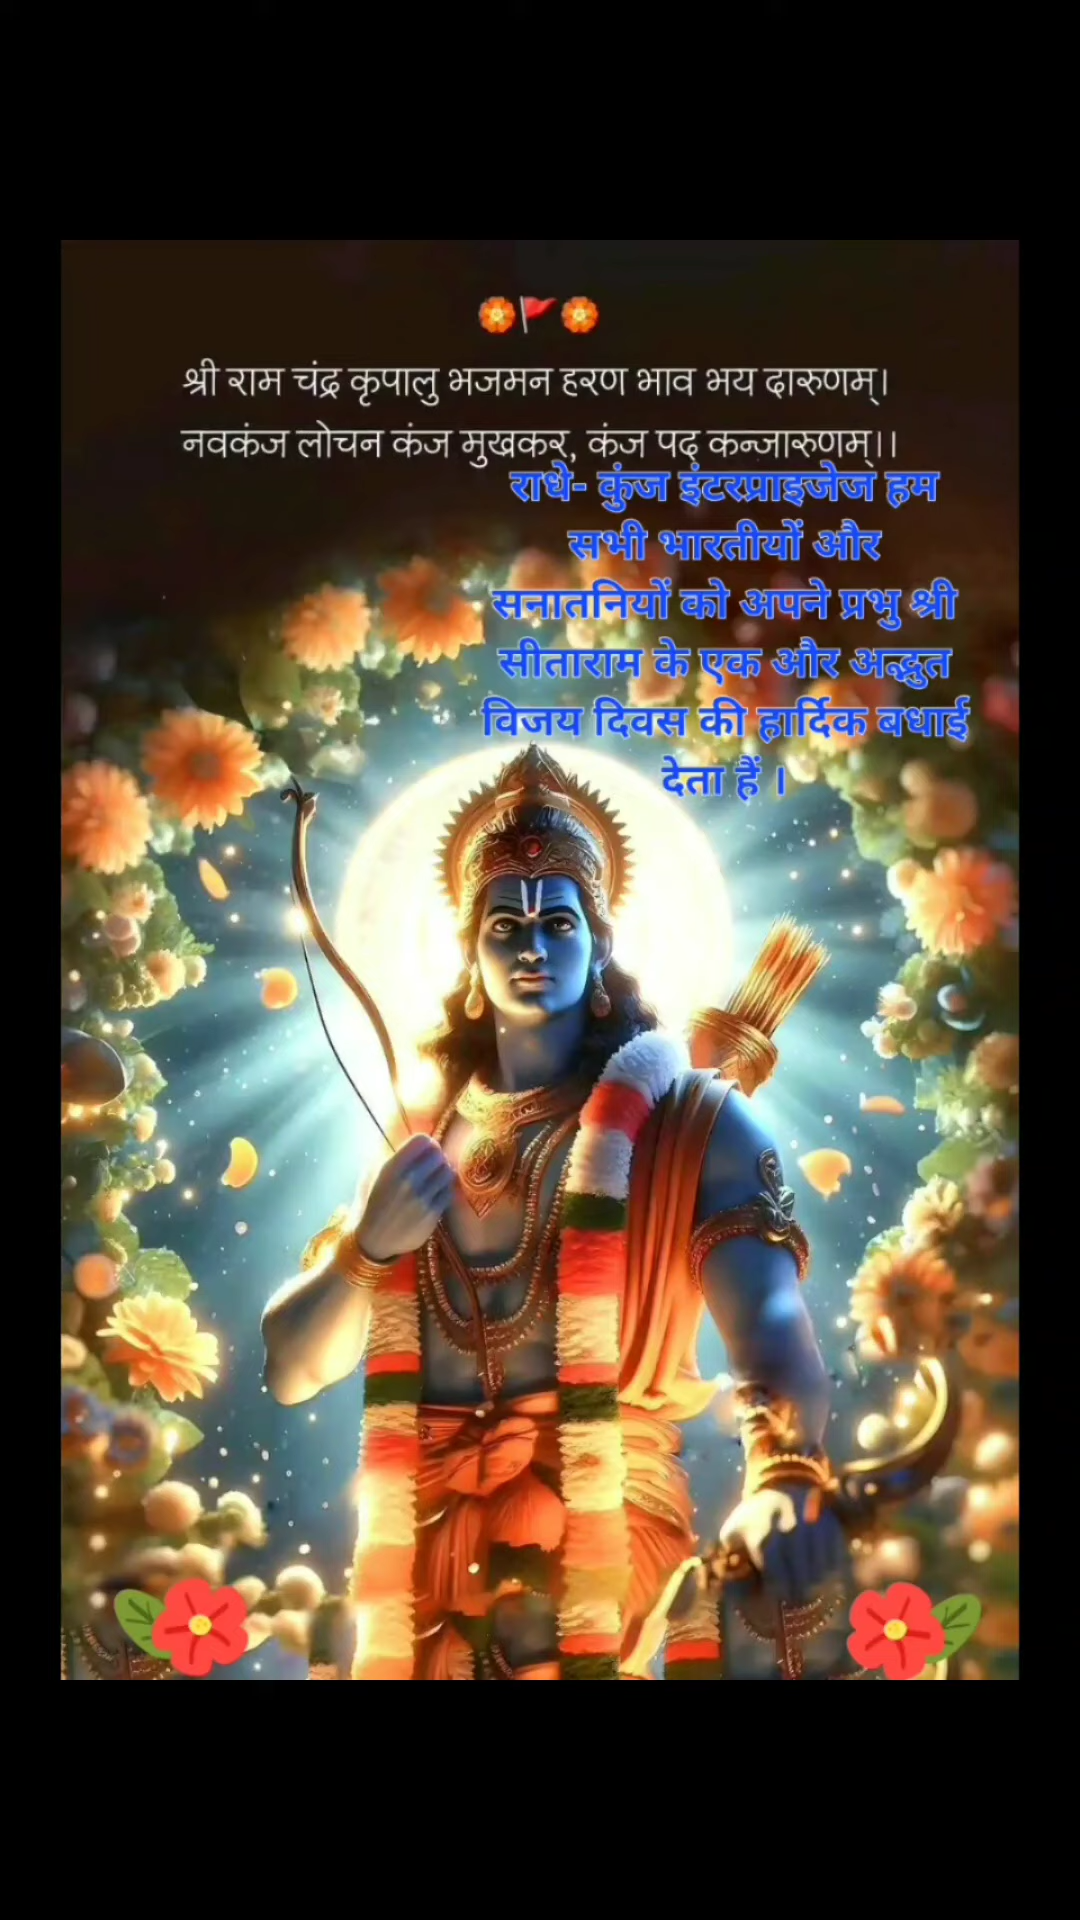 श्री राम चंद्र कृपालु भजमन हरण भाव भय दारुणम्।
नवकंज लोचन कंज मुखकर, कंज पद कन्जारुणम्।।
राधे- कुंज इंटरप्राइजेज हम
सभी भारतीयों और
सनातनियों को अपने प्रभु श्री
सीताराम के एक और अद्भुत
विजय दिवस की हार्दिक बधाई
देता हैं ।